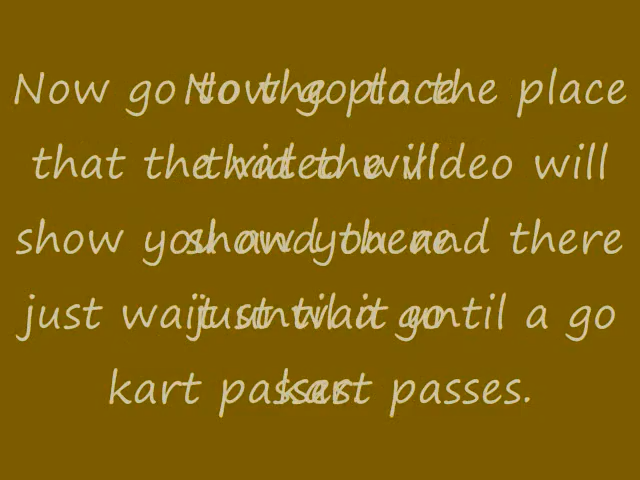 Now go to the place
that the video will
show you and there
just wait until a go
kart passes.